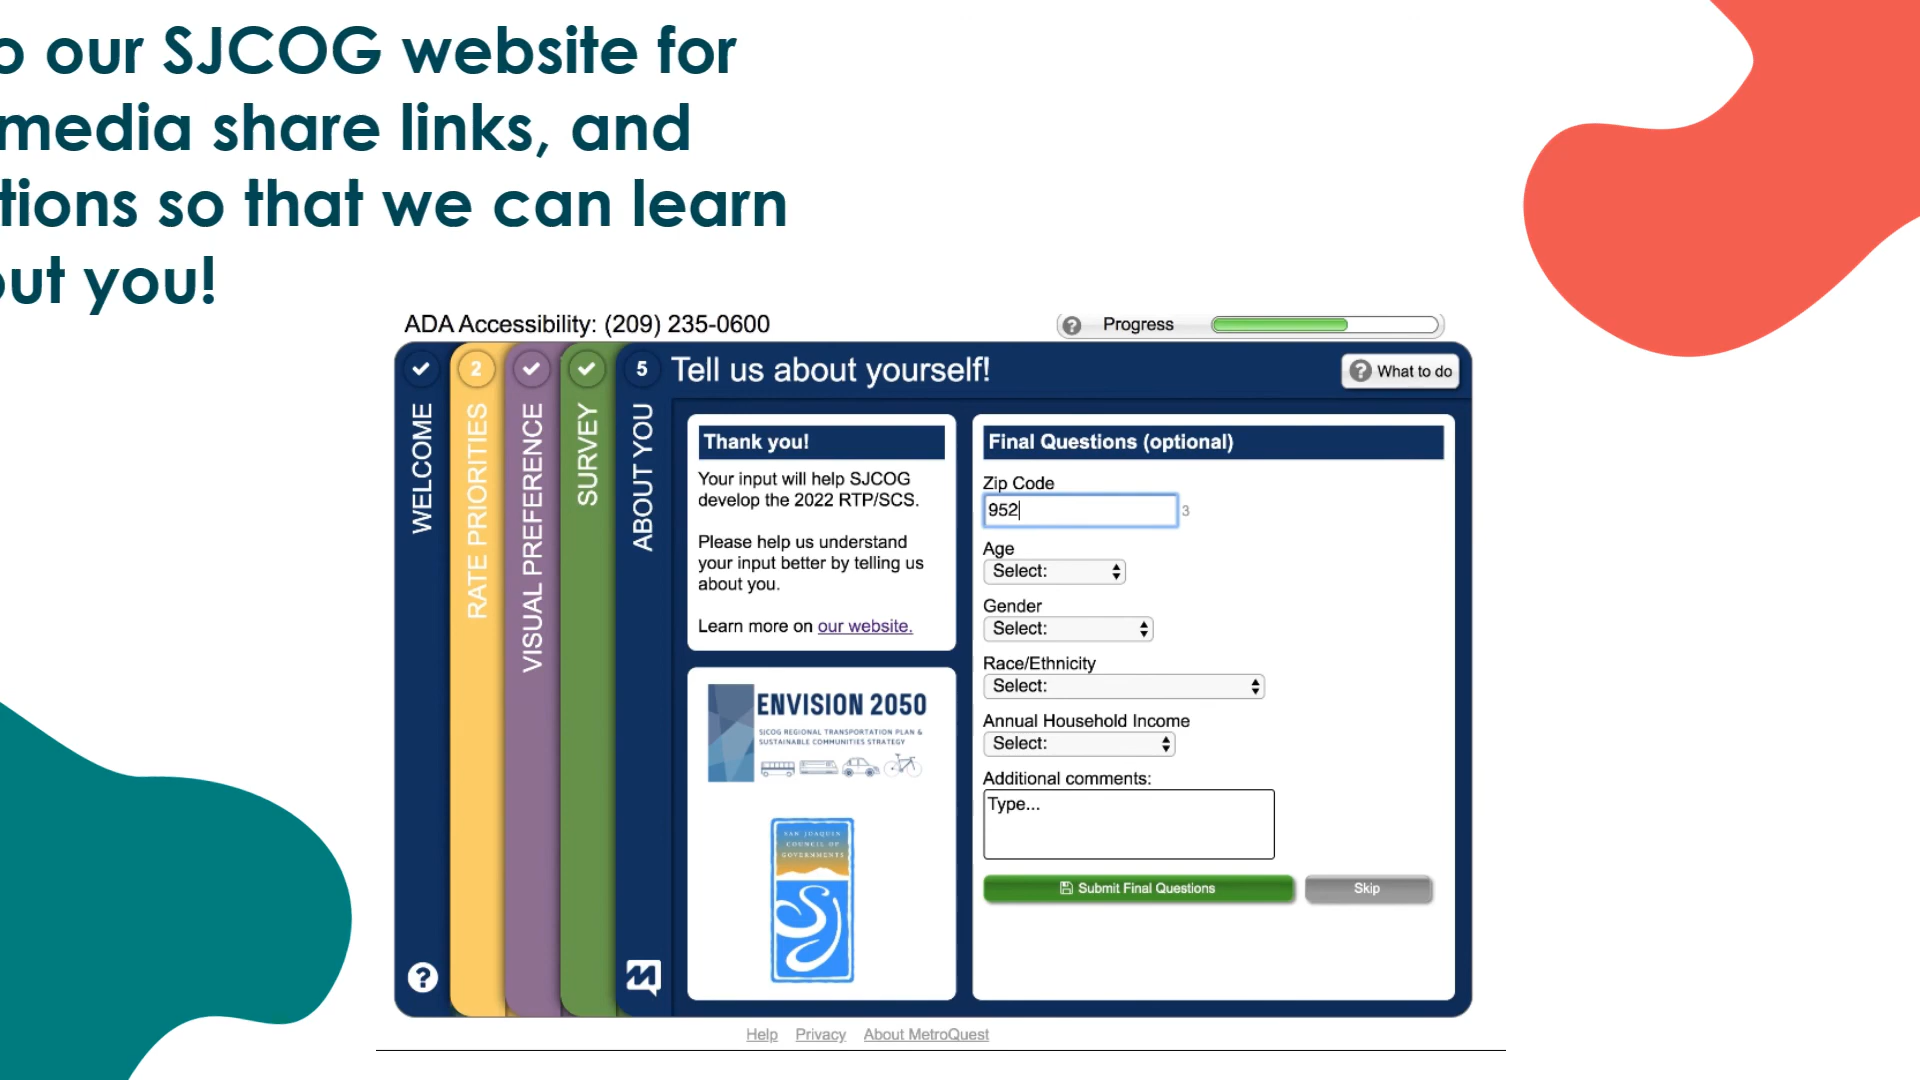 o our SJCOG website for
media share links, and
tions so that we can learn
out you!
ADA Accessibility: (209) 235-0600
Progress
WELCOME
2
RATE PRIORITIES
VISUAL PREFERENCE
SURVEY
5
ABOUT YOU
Tell us about yourself!
What to do
Thank you!
Your input will help SJCOG
develop the 2022 RTP/SCS.
Please help us understand
your input better by telling us
about you.
Learn more on our website.
ENVISION 2050
SJCOG REGIONAL TRANSPORTATION PLAN &
SUSTAINABLE COMMUNITIES STRATEGY
SAN JOAQUIN
COUNCIL OF
GOVERNMENTS
Final Questions (optional)
Zip Code
952
3
Age
Select:
Gender
Select:
Race/Ethnicity
Select:
Annual Household Income
Select:
Additional comments:
Type...
Submit Final Questions
Skip
Help Privacy About MetroQuest